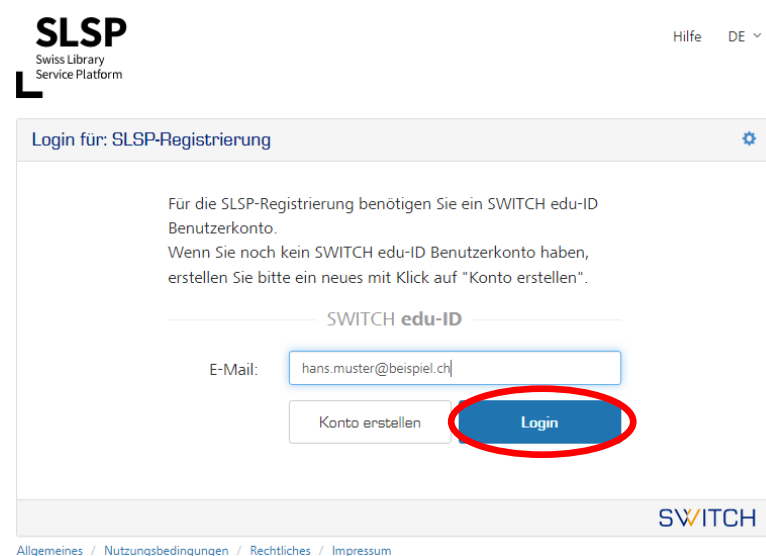 SLSP
Swiss Library
Service Platform
Hilfe DE
Login für: SLSP-Registrierung
Für die SLSP-Registrierung benötigen Sie ein SWITCH edu-ID
Benutzerkonto.
Wenn Sie noch kein SWITCH edu-ID Benutzerkonto haben,
erstellen Sie bitte ein neues mit Klick auf "Konto erstellen".
SWITCH edu-ID
E-Mail: hans.muster@beispiel.ch
Konto erstellen Login
SWITCH
Allgemeines / Nutzungsbedingungen / Rechtliches / Impressum